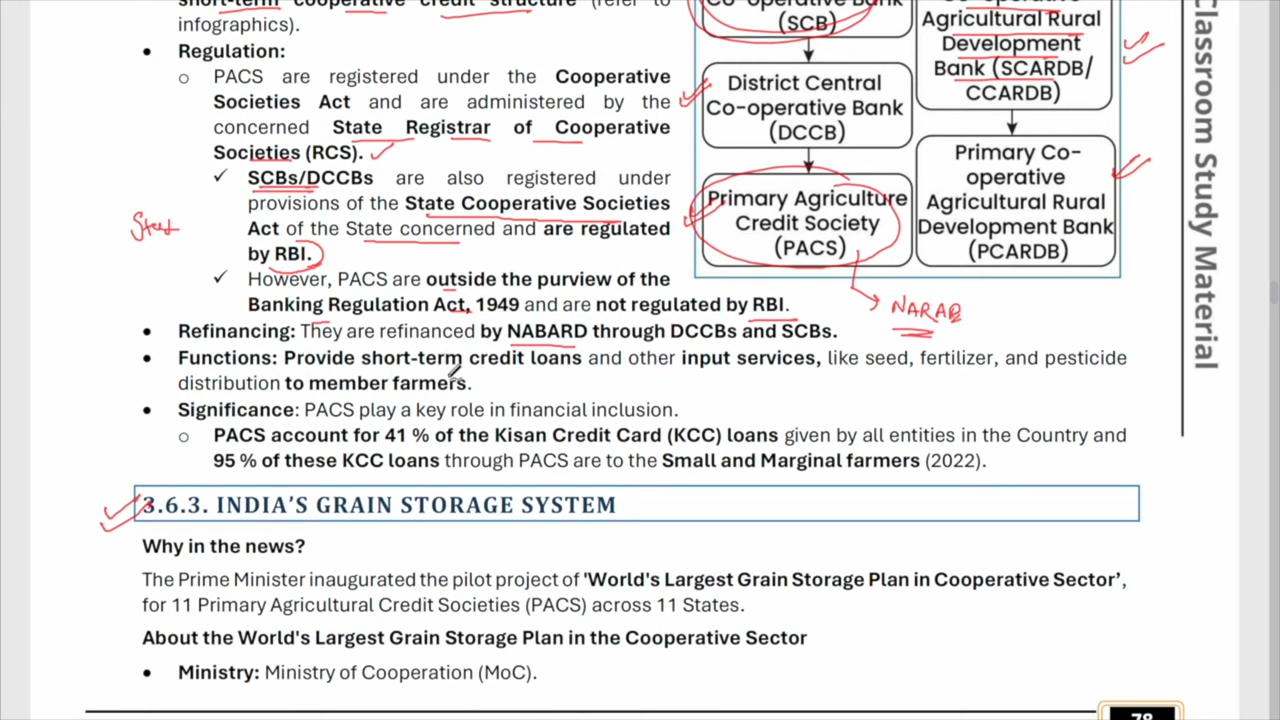 short-term cooperative credit structure (refer to
infographics).
• Regulation:
o PACS are registered under the Cooperative
Societies Act and are administered by the
concerned State Registrar of Cooperative
Societies (RCS).
✓ SCBs/DCCBs are also registered under
provisions of the State Cooperative Societies
Act of the State concerned and are regulated
by RBI.
✓ However, PACS are outside the purview of the
Banking Regulation Act, 1949 and are not regulated by RBI.
• Refinancing: They are refinanced by NABARD through DCCBs and SCBs.
• Functions: Provide short-term credit loans and other input services, like seed, fertilizer, and pesticide
distribution to member farmers.
• Significance: PACS play a key role in financial inclusion.
o PACS account for 41 % of the Kisan Credit Card (KCC) loans given by all entities in the Country and
95 % of these KCC loans through PACS are to the Small and Marginal farmers (2022).
Co-operative Bank
(SCB)
District Central
Co-operative Bank
(DCCB)
Primary Agriculture
Credit Society
(PACS)
Co-operative
Agricultural Rural
Development
Bank (SCARDB/
CCARDB)
Primary Co-
operative
Agricultural Rural
Development Bank
(PCARDB)
3.6.3. INDIA'S GRAIN STORAGE SYSTEM
Why in the news?
The Prime Minister inaugurated the pilot project of 'World's Largest Grain Storage Plan in Cooperative Sector',
for 11 Primary Agricultural Credit Societies (PACS) across 11 States.
About the World's Largest Grain Storage Plan in the Cooperative Sector
• Ministry: Ministry of Cooperation (MoC).
78
Classroom Study Material